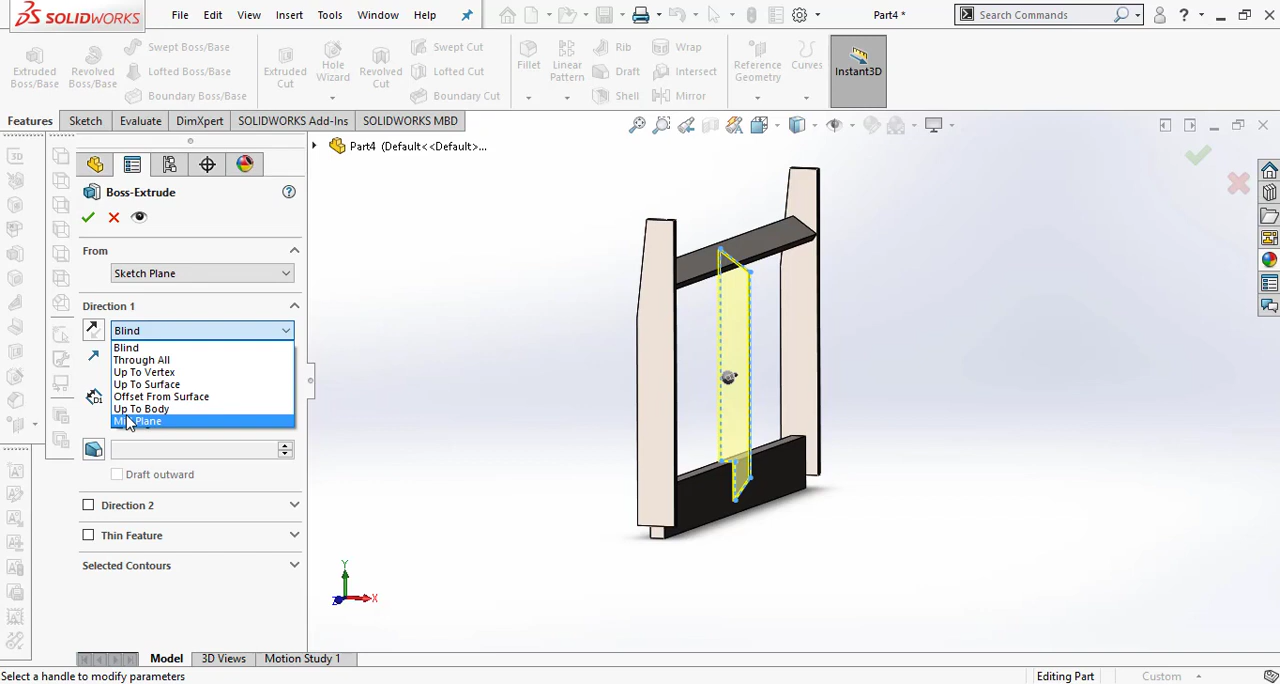 SOLIDWORKS
File Edit View Insert Tools Window Help
Part4 *
Search Commands
?
Extruded Boss/Base
Revolved Boss/Base
Swept Boss/Base
Lofted Boss/Base
Boundary Boss/Base
Extruded Cut
Hole Wizard
Revolved Cut
Swept Cut
Lofted Cut
Boundary Cut
Fillet
Linear Pattern
Rib
Draft
Shell
Wrap
Intersect
Mirror
Reference Geometry
Curves
Instant3D
Features Sketch Evaluate DimXpert SOLIDWORKS Add-Ins SOLIDWORKS MBD
Part4 (Default<<Default>...
Boss-Extrude
From
Sketch Plane
Direction 1
Blind
Blind
Through All
Up To Vertex
Up To Surface
Offset From Surface
Up To Body
Mid Plane
Draft outward
Direction 2
Thin Feature
Selected Contours
Y
X
Z
Model 3D Views Motion Study 1
Select a handle to modify parameters
Editing Part
Custom